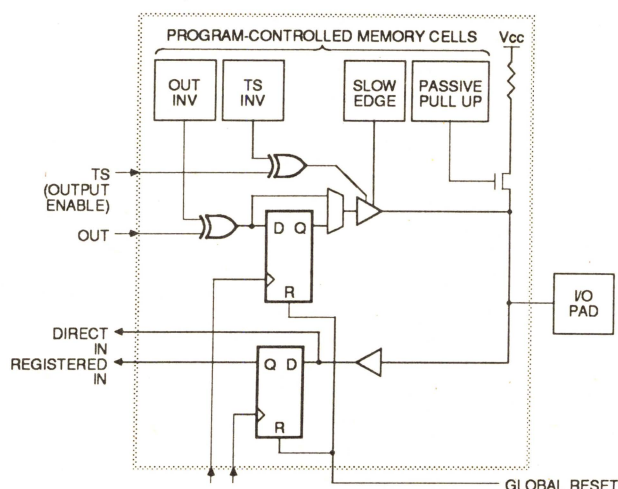 PROGRAM-CONTROLLED MEMORY CELLS
Vcc
OUT
INV
TS
INV
SLOW
EDGE
PASSIVE
PULL UP
TS
(OUTPUT
ENABLE)
OUT
D Q
R
I/O
PAD
DIRECT
IN
REGISTERED
IN
Q D
R
GLOBAL RESET